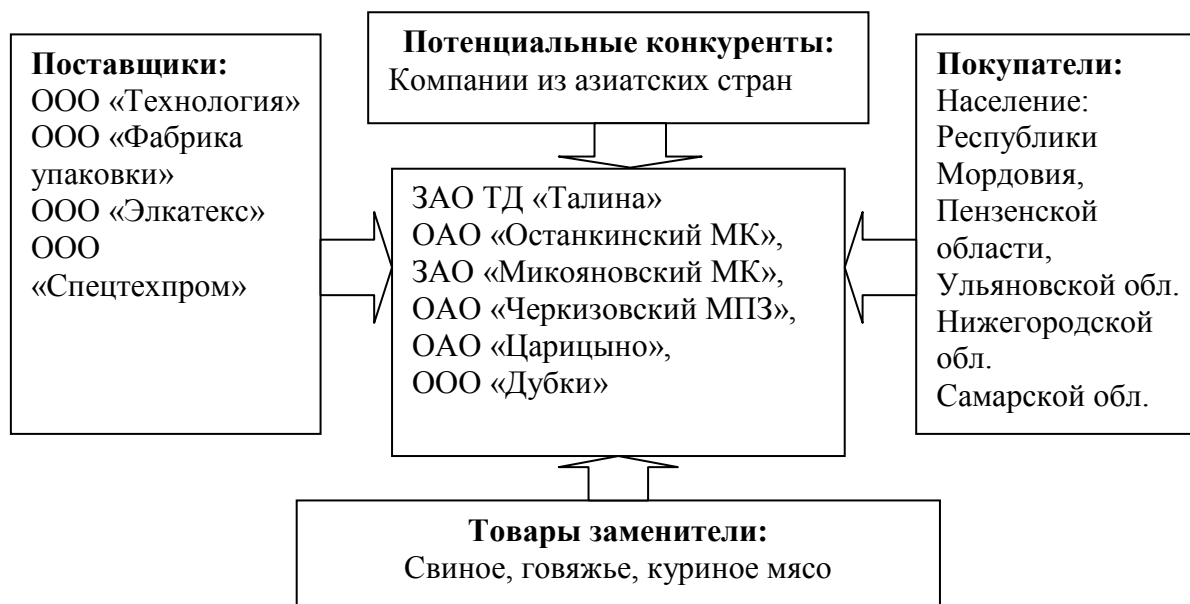 Поставщики:
ООО «Технология»
ООО «Фабрика
упаковки»
ООО «Элкатекс»
ООО
«Спецтехпром»
Потенциальные конкуренты:
Компании из азиатских стран
ЗАО ТД «Талина»
ОАО «Останкинский МК»,
ЗАО «Микояновский МК»,
ОАО «Черкизовский МПЗ»,
ОАО «Царицыно»,
ООО «Дубки»
Покупатели:
Население:
Республики
Мордовия,
Пензенской
области,
Ульяновской обл.
Нижегородской
обл.
Самарской обл.
Товары заменители:
Свиное, говяжье, куриное мясо